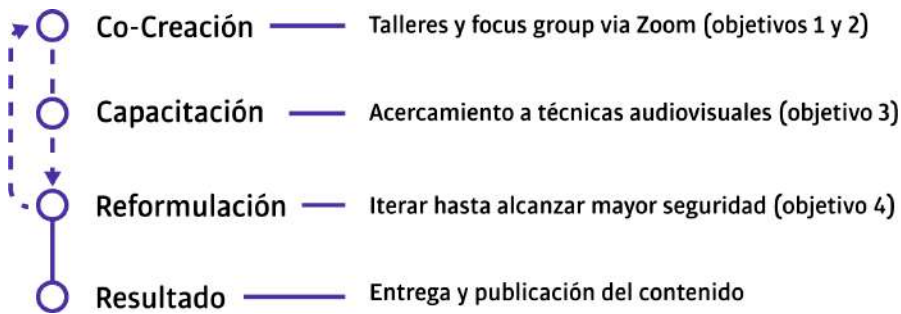 Co-Creación Talleres y focus group via Zoom (objetivos 1 y 2)
Capacitación Acercamiento a técnicas audiovisuales (objetivo 3)
Reformulación Iterar hasta alcanzar mayor seguridad (objetivo 4)
Resultado Entrega y publicación del contenido